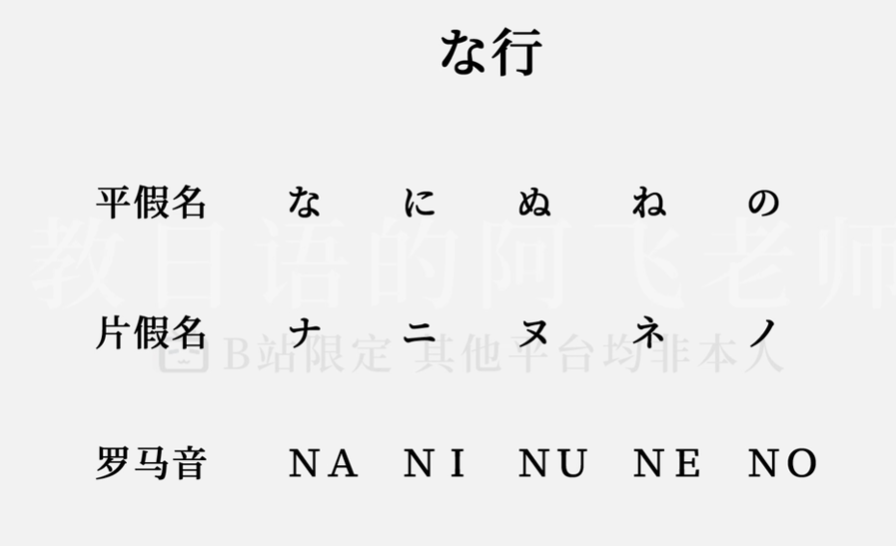 な行
平假名 な に ぬ ね の
教日语的阿飞老师
片假名 ナ ニ ヌ ネ ノ
B站限定 其他平台均非本人
罗马音 NA NI NU NE NO